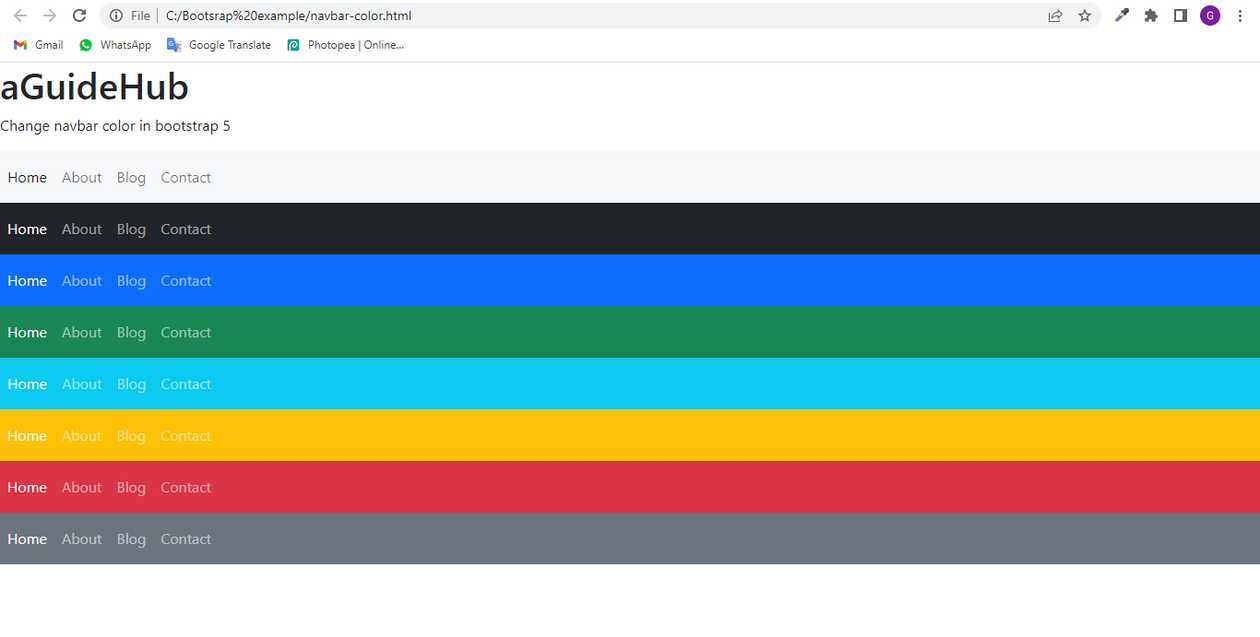 File | C:/Bootsrap%20example/navbar-color.html G
Gmail WhatsApp Google Translate Photopea | Online...
aGuideHub
Change navbar color in bootstrap 5
Home About Blog Contact
Home About Blog Contact
Home About Blog Contact
Home About Blog Contact
Home About Blog Contact
Home About Blog Contact
Home About Blog Contact
Home About Blog Contact